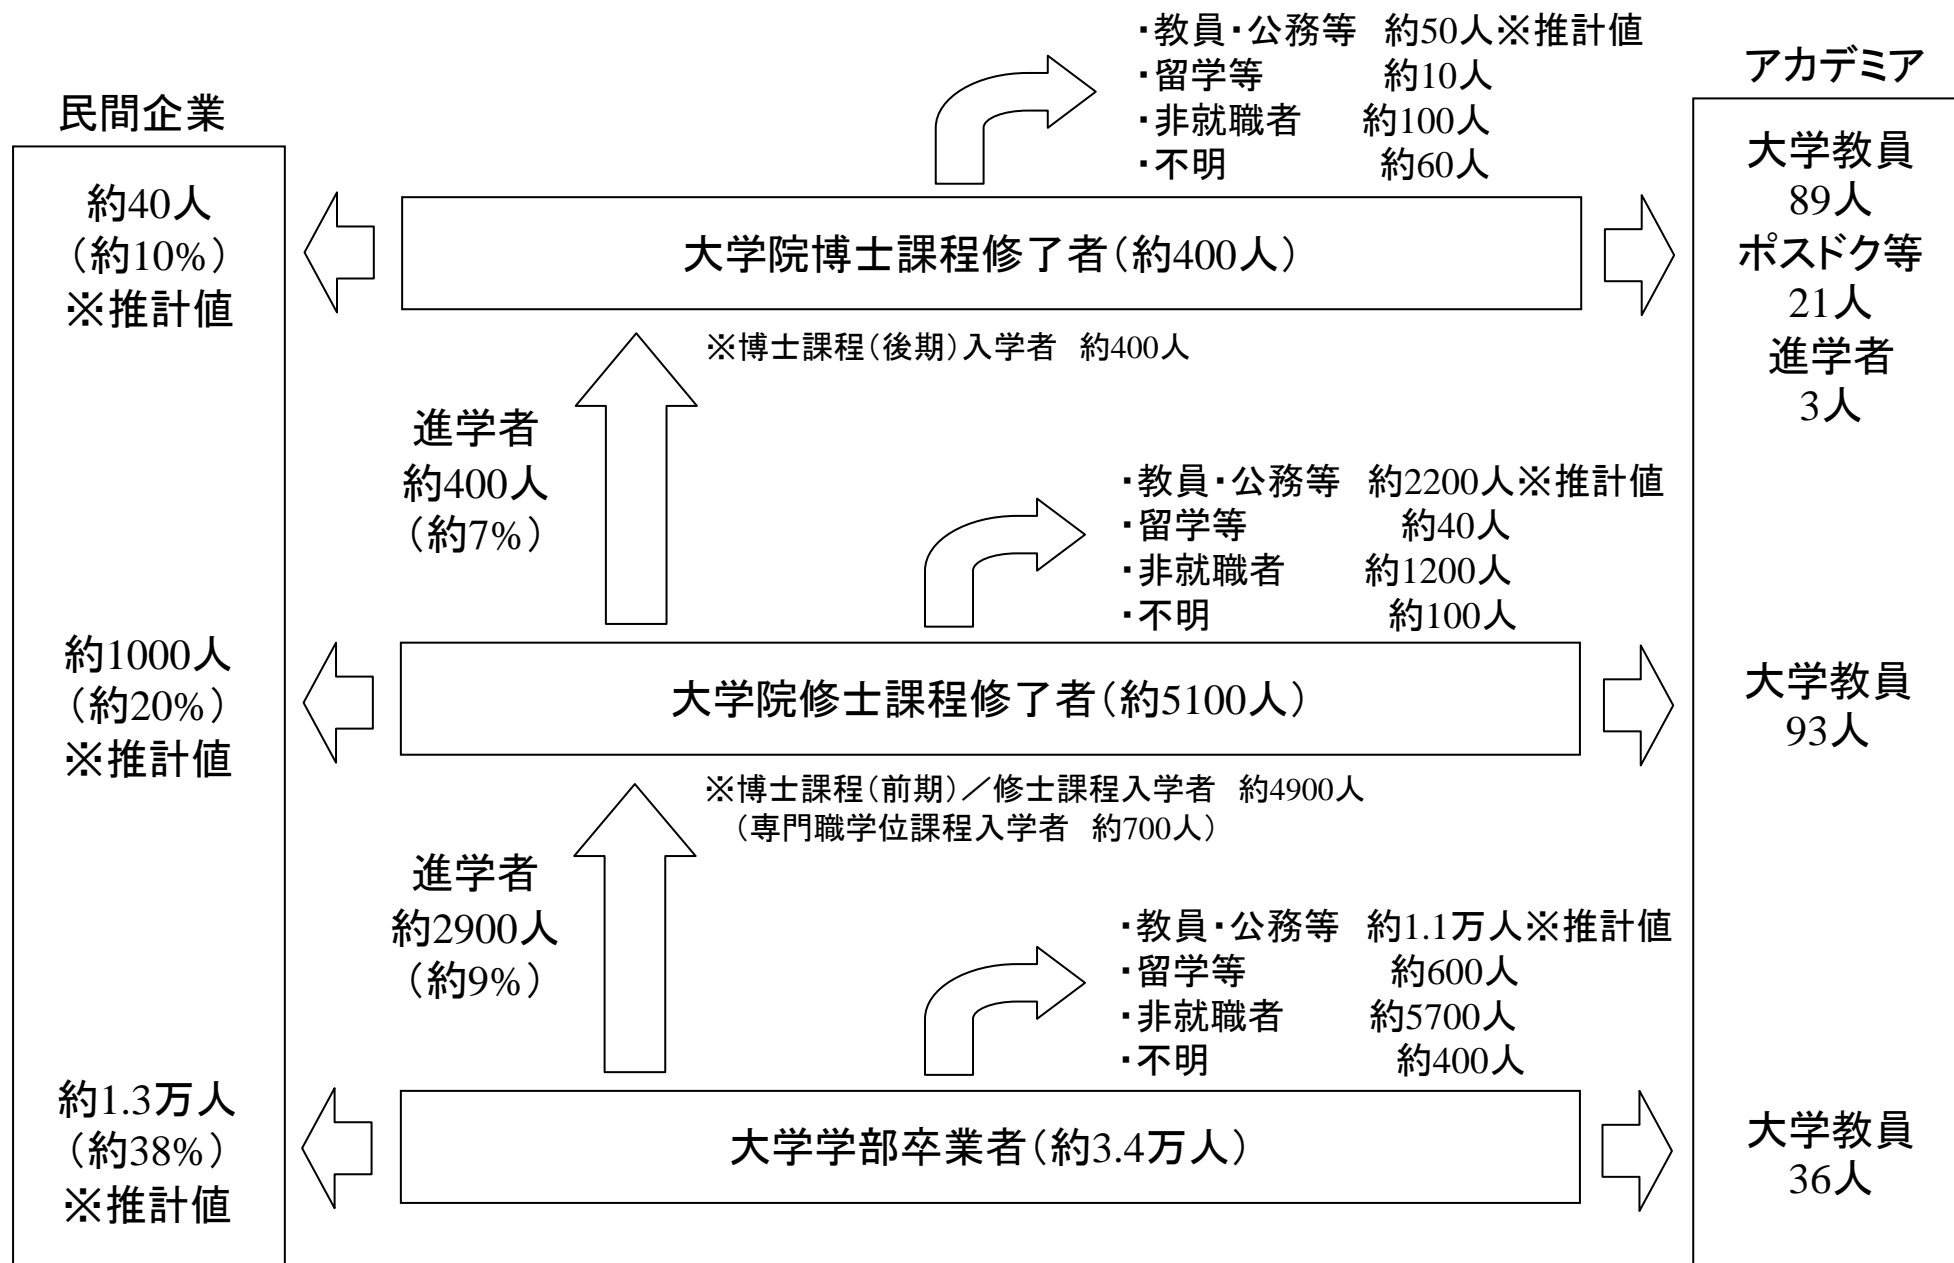 ・教員・公務等　約50人※推計値
・留学等　約10人
・非就職者　約100人
・不明　約60人
アカデミア
民間企業
約40人
（約10%）
※推計値
大学院博士課程修了者（約400人）
大学教員
89人
ポスドク等
21人
進学者
3人
※博士課程（後期）入学者　約400人
進学者
約400人
（約7%）
・教員・公務等　約2200人※推計値
・留学等　約40人
・非就職者　約1200人
・不明　約100人
約1000人
（約20%）
※推計値
大学院修士課程修了者（約5100人）
大学教員
93人
※博士課程（前期）／修士課程入学者　約4900人
（専門職学位課程入学者　約700人）
進学者
約2900人
（約9%）
・教員・公務等　約1.1万人※推計値
・留学等　約600人
・非就職者　約5700人
・不明　約400人
約1.3万人
（約38%）
※推計値
大学学部卒業者（約3.4万人）
大学教員
36人